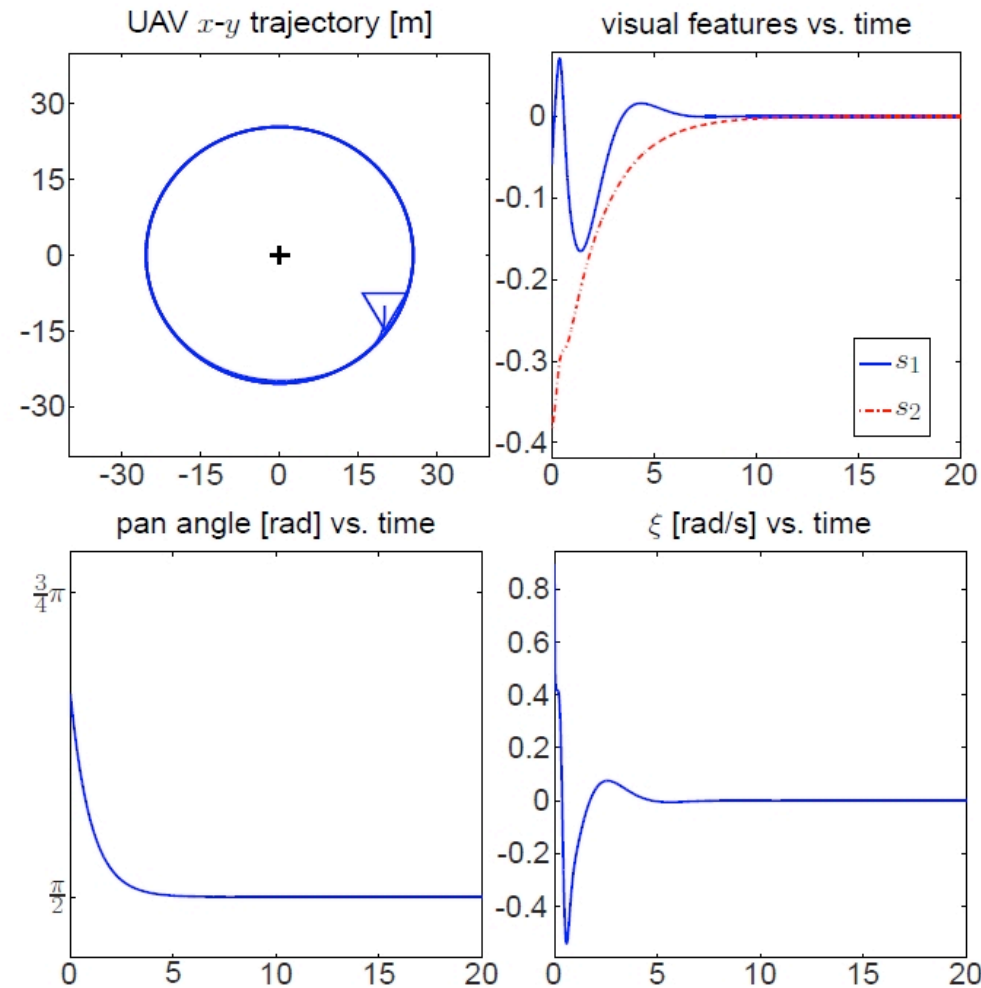 UAV x-y trajectory [m]
30
15
0
-15
-30
-30 -15 0 15 30
visual features vs. time
0
-0.1
-0.2
-0.3
-0.4
s1
s2
0 5 10 15 20
pan angle [rad] vs. time
3/4 π
π/2
0 5 10 15 20
ξ [rad/s] vs. time
0.8
0.6
0.4
0.2
0
-0.2
-0.4
0 5 10 15 20